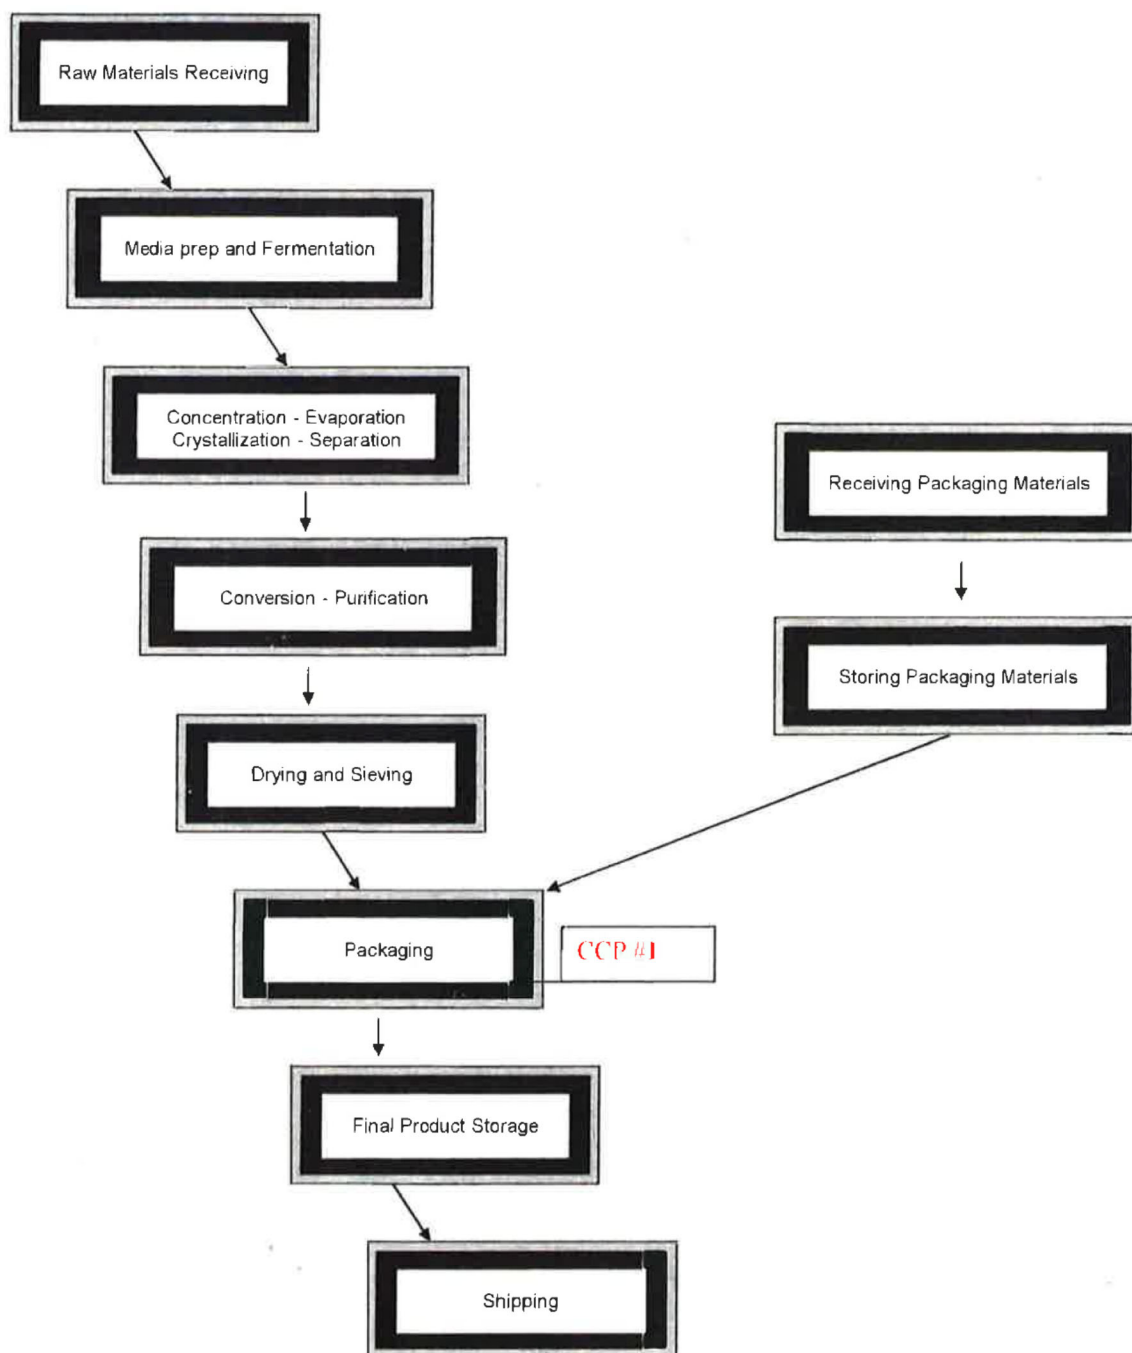 Raw Materials Receiving
Media prep and Fermentation
Concentration - Evaporation
Crystallization - Separation
Receiving Packaging Materials
Conversion - Purification
Storing Packaging Materials
Drying and Sieving
Packaging
CCP #1
Final Product Storage
Shipping